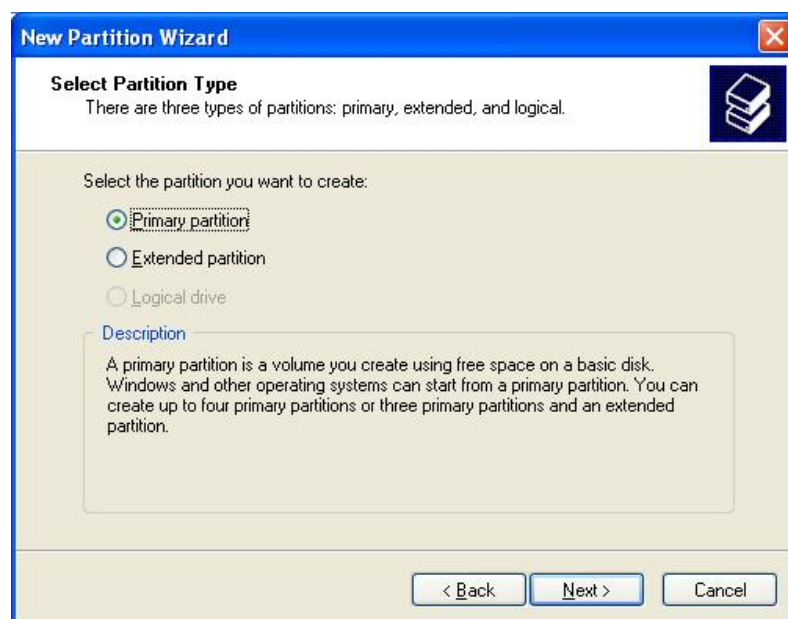 New Partition Wizard
Select Partition Type
There are three types of partitions: primary, extended, and logical.
Select the partition you want to create:
Primary partition
Extended partition
Logical drive
Description
A primary partition is a volume you create using free space on a basic disk.
Windows and other operating systems can start from a primary partition. You can
create up to four primary partitions or three primary partitions and an extended
partition.
< Back
Next >
Cancel